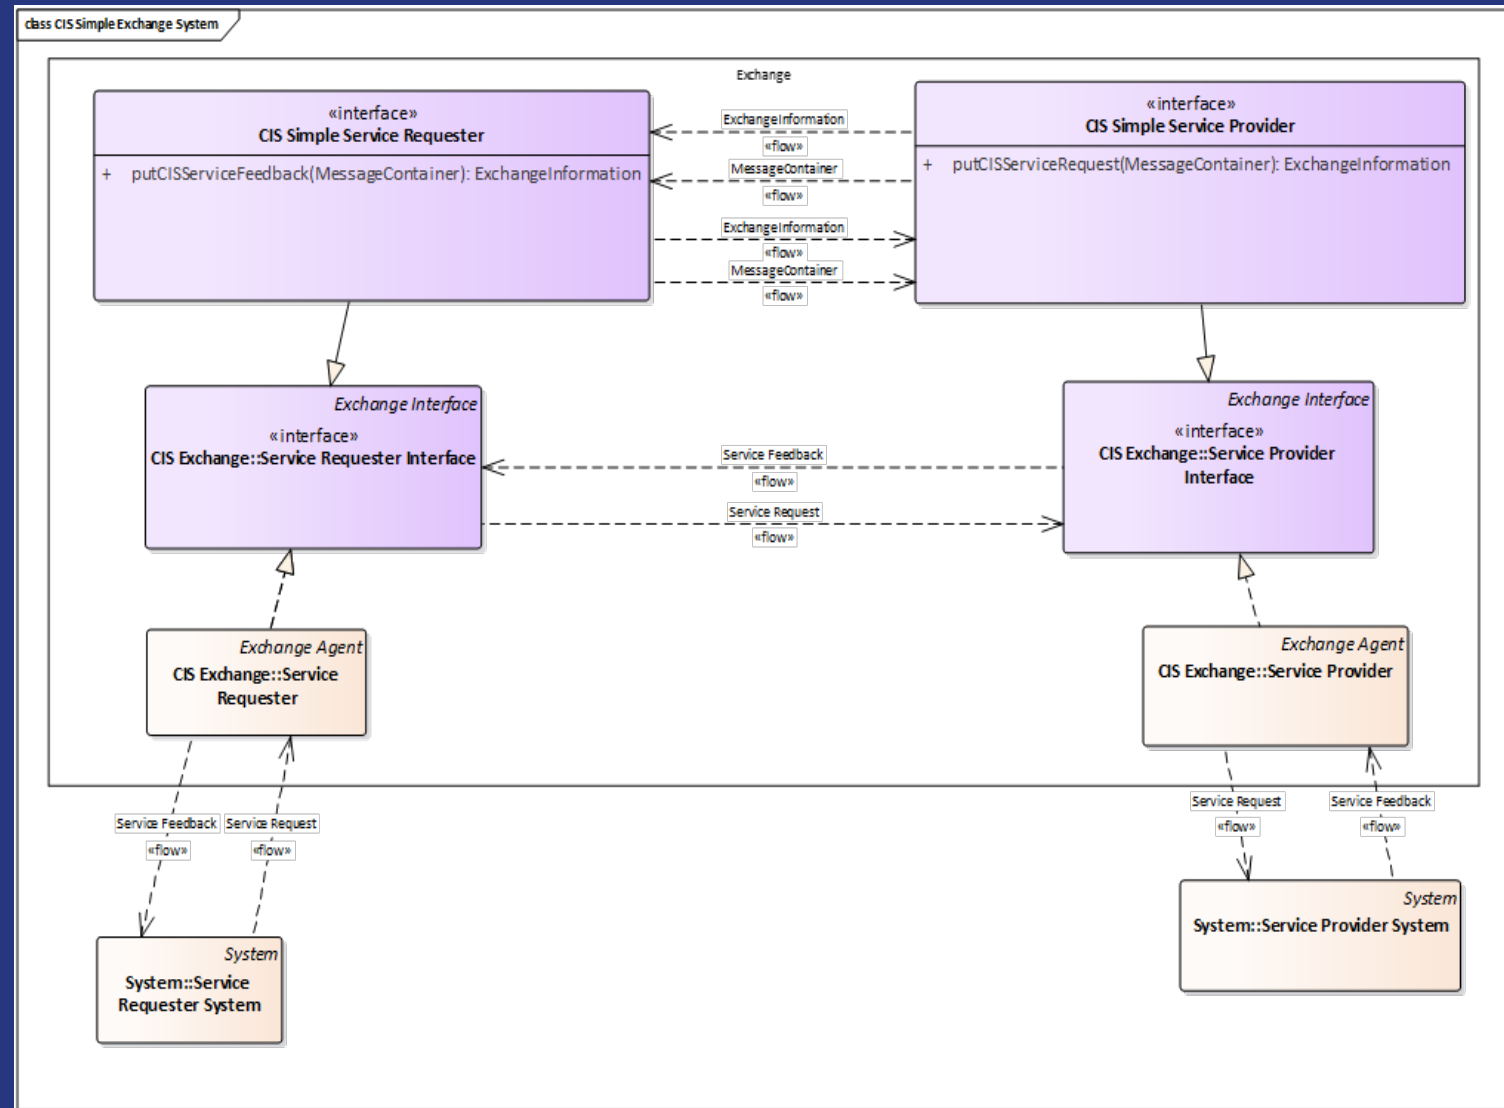 class CIS Simple Exchange System
Exchange
«interface»
CIS Simple Service Requester
+ putCISServiceFeedback(MessageContainer): ExchangeInformation
ExchangeInformation
«flow»
MessageContainer
«flow»
ExchangeInformation
«flow»
MessageContainer
«flow»
«interface»
CIS Simple Service Provider
+ putCISServiceRequest(MessageContainer): ExchangeInformation
Exchange Interface
«interface»
CIS Exchange::Service Requester Interface
Service Feedback
«flow»
Service Request
«flow»
Exchange Interface
«interface»
CIS Exchange::Service Provider
Interface
Exchange Agent
CIS Exchange::Service
Requester
Exchange Agent
CIS Exchange::Service Provider
Service Feedback
«flow»
Service Request
«flow»
Service Request
«flow»
Service Feedback
«flow»
System
System::Service
Requester System
System
System::Service Provider System